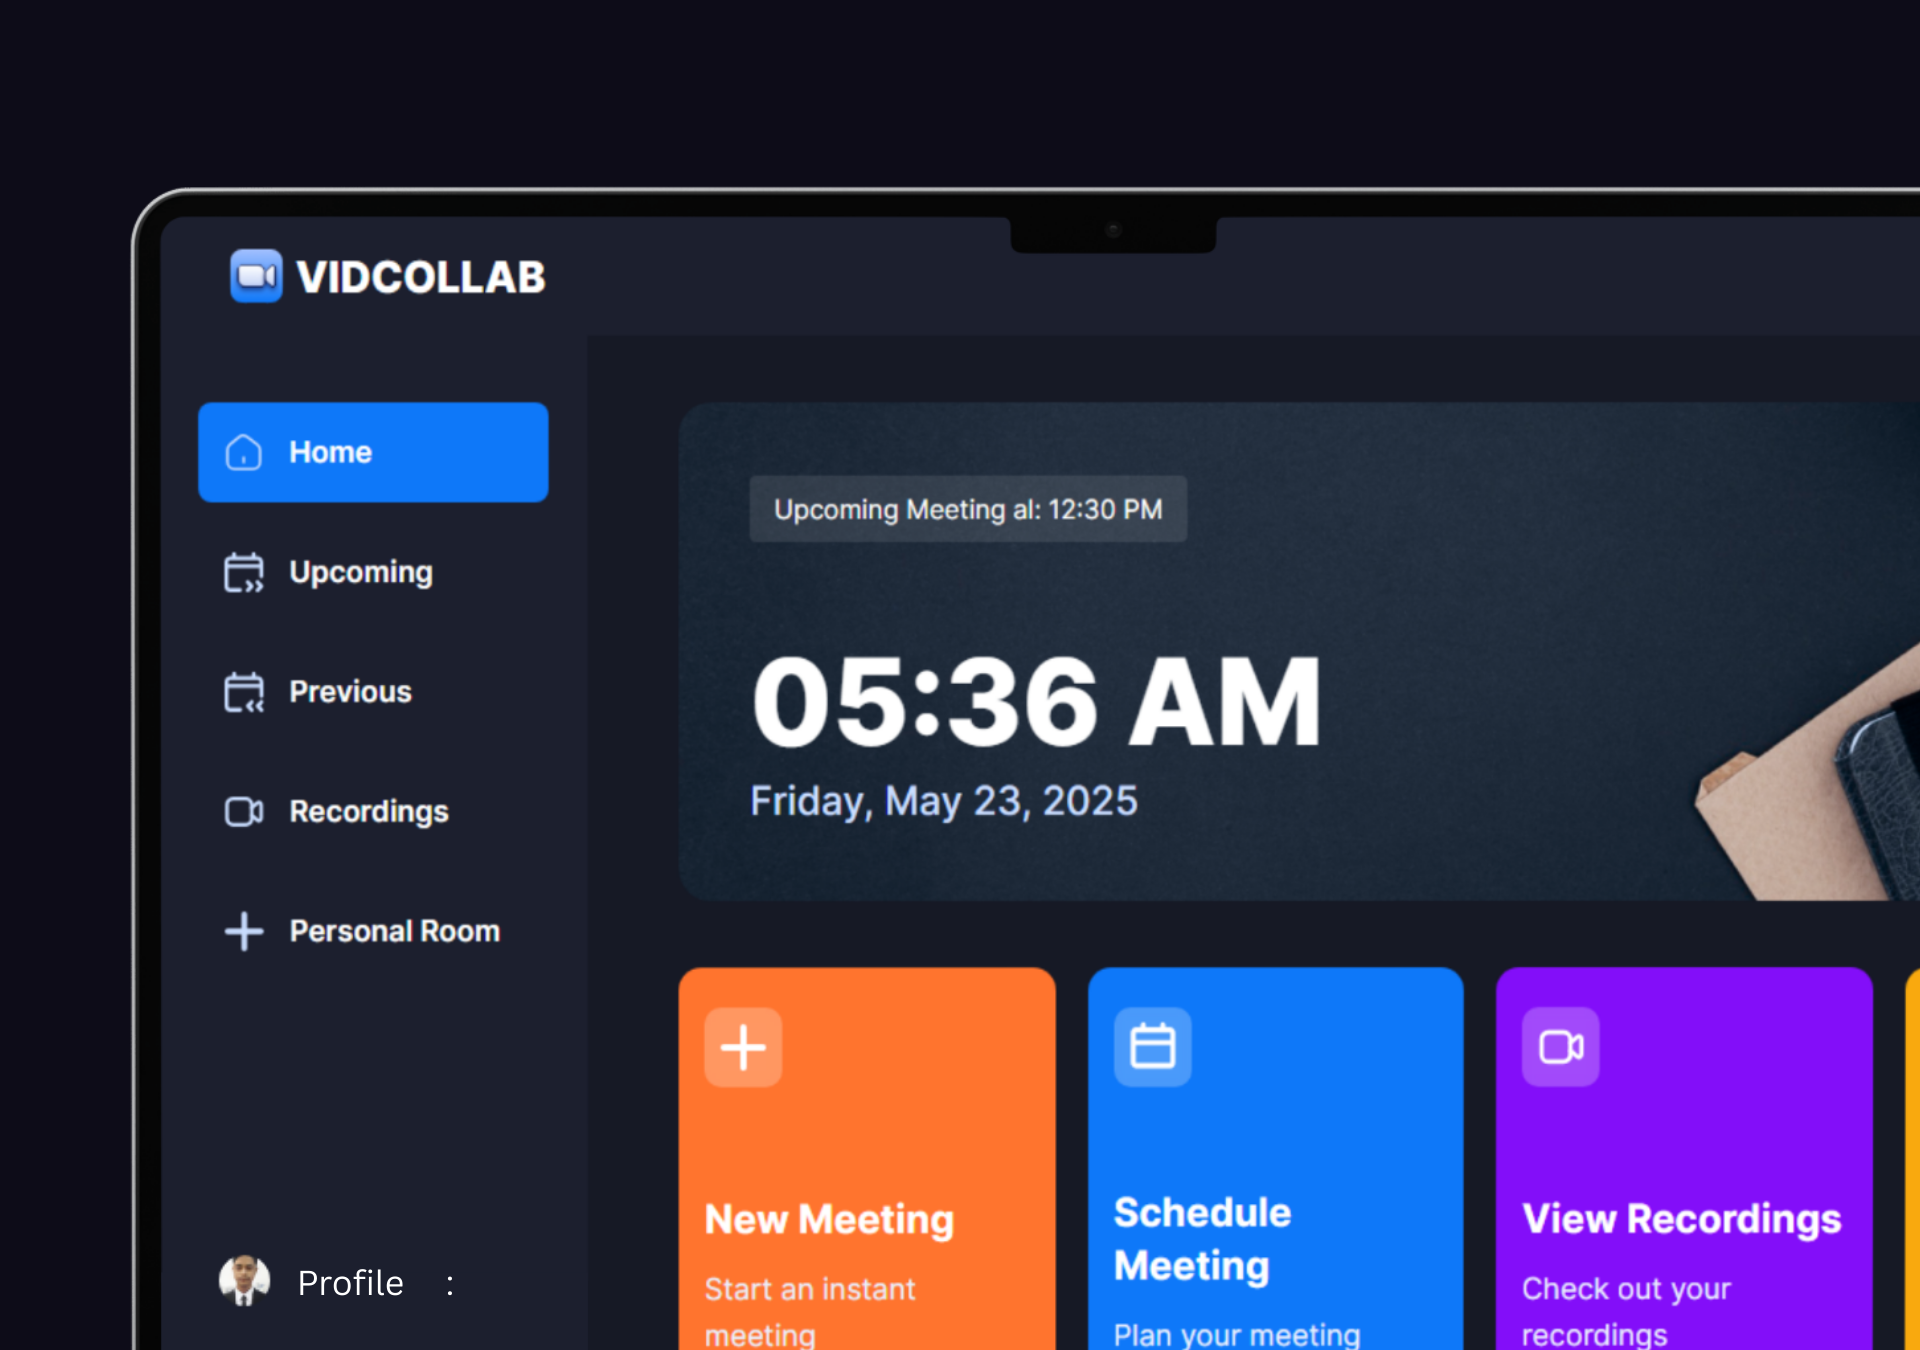 VIDCOLLAB
Home
Upcoming
Previous
Recordings
Personal Room
Profile :
Upcoming Meeting al: 12:30 PM
05:36 AM
Friday, May 23, 2025
New Meeting
Start an instant
meeting
Schedule
Meeting
Plan your meeting
View Recordings
Check out your
recordings